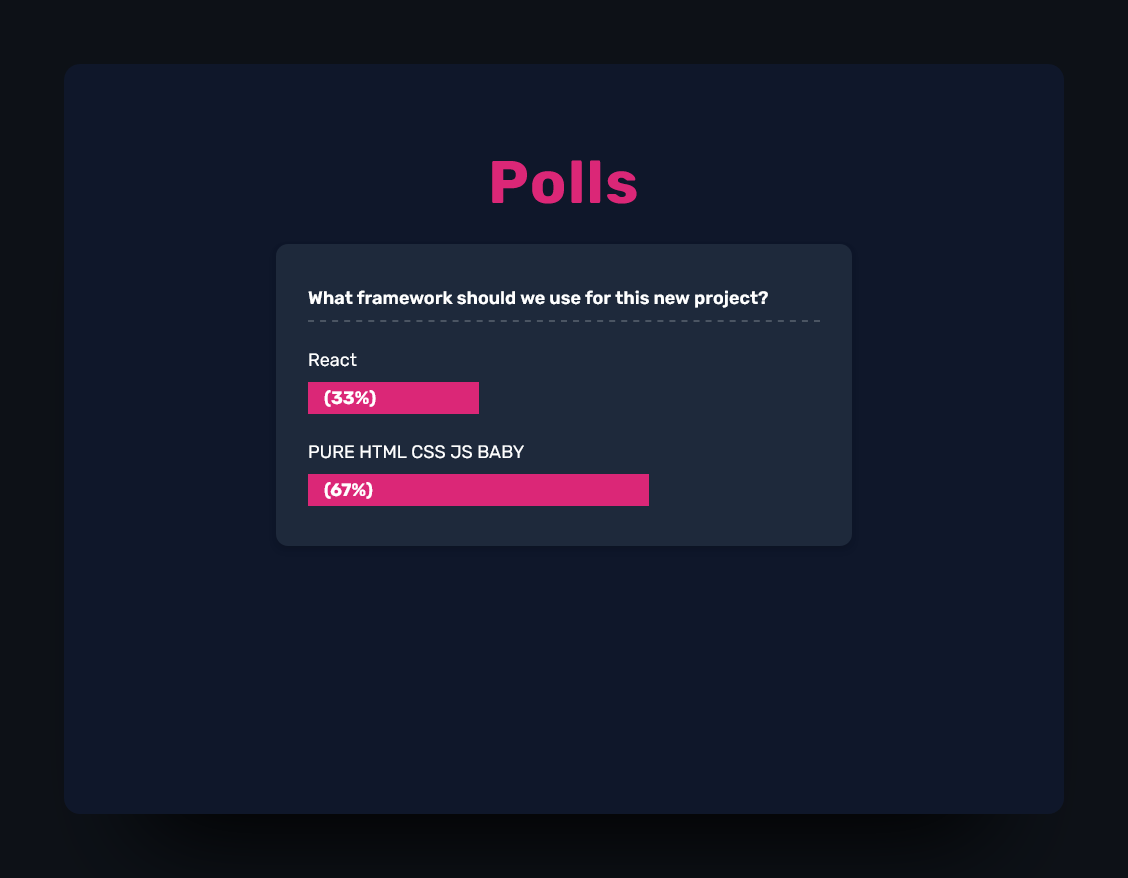 Polls
What framework should we use for this new project?
React
(33%)
PURE HTML CSS JS BABY
(67%)